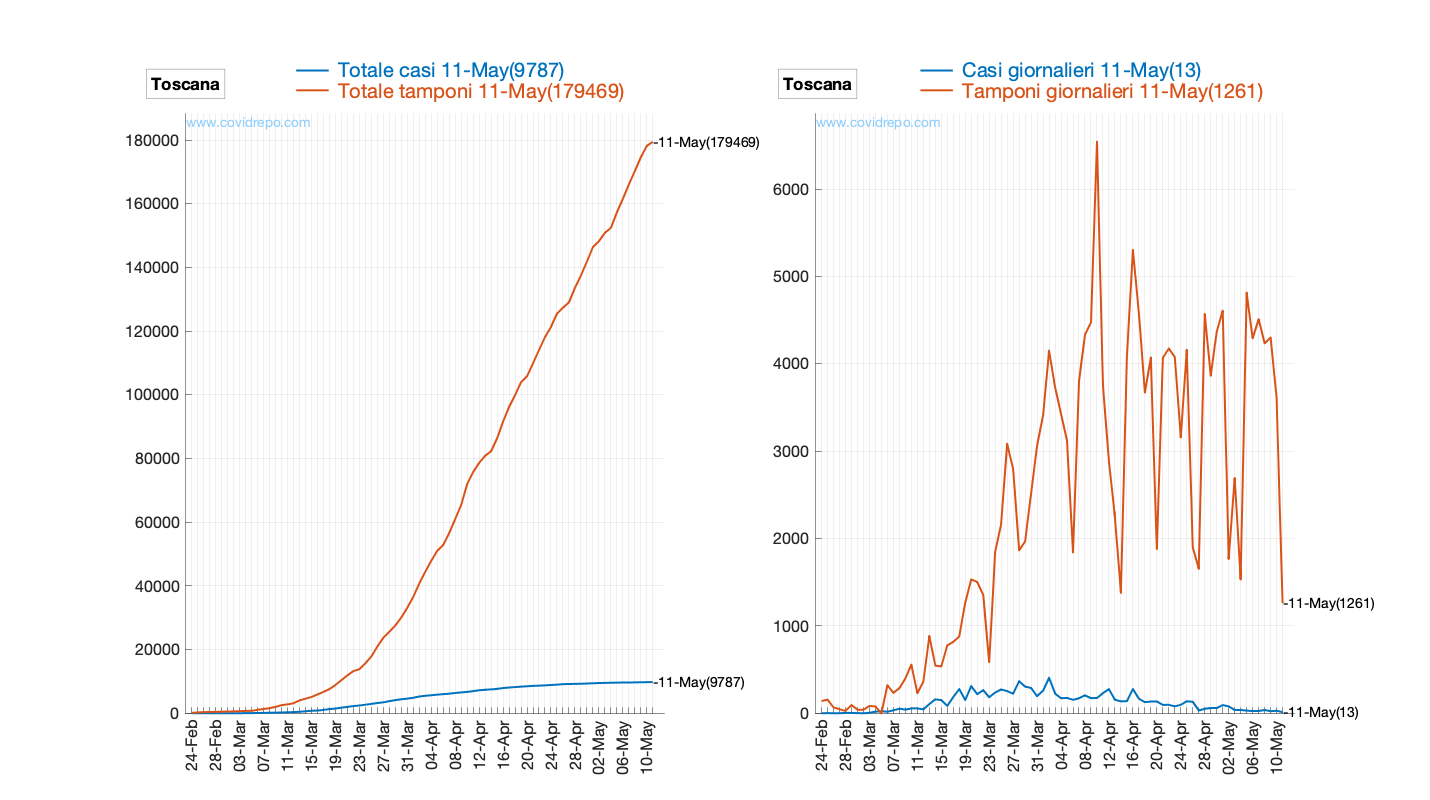 Toscana
Totale casi 11-May(9787)
Totale tamponi 11-May(179469)
www.covidrepo.com
180000
160000
140000
120000
100000
80000
60000
40000
20000
0
11-May(179469)
11-May(9787)
24-Feb
28-Feb
03-Mar
07-Mar
11-Mar
15-Mar
19-Mar
23-Mar
27-Mar
31-Mar
04-Apr
08-Apr
12-Apr
16-Apr
20-Apr
24-Apr
28-Apr
02-May
06-May
10-May
Toscana
Casi giornalieri 11-May(13)
Tamponi giornalieri 11-May(1261)
www.covidrepo.com
6000
5000
4000
3000
2000
1000
0
11-May(1261)
11-May(13)
24-Feb
28-Feb
03-Mar
07-Mar
11-Mar
15-Mar
19-Mar
23-Mar
27-Mar
31-Mar
04-Apr
08-Apr
12-Apr
16-Apr
20-Apr
24-Apr
28-Apr
02-May
06-May
10-May